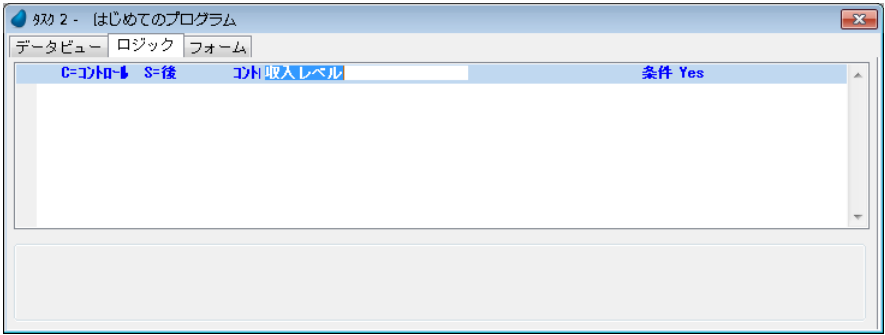 タスク 2 - はじめてのプログラム
データビュー ロジック フォーム
C=コントロール S=後 コントロ 収入レベル 条件 Yes